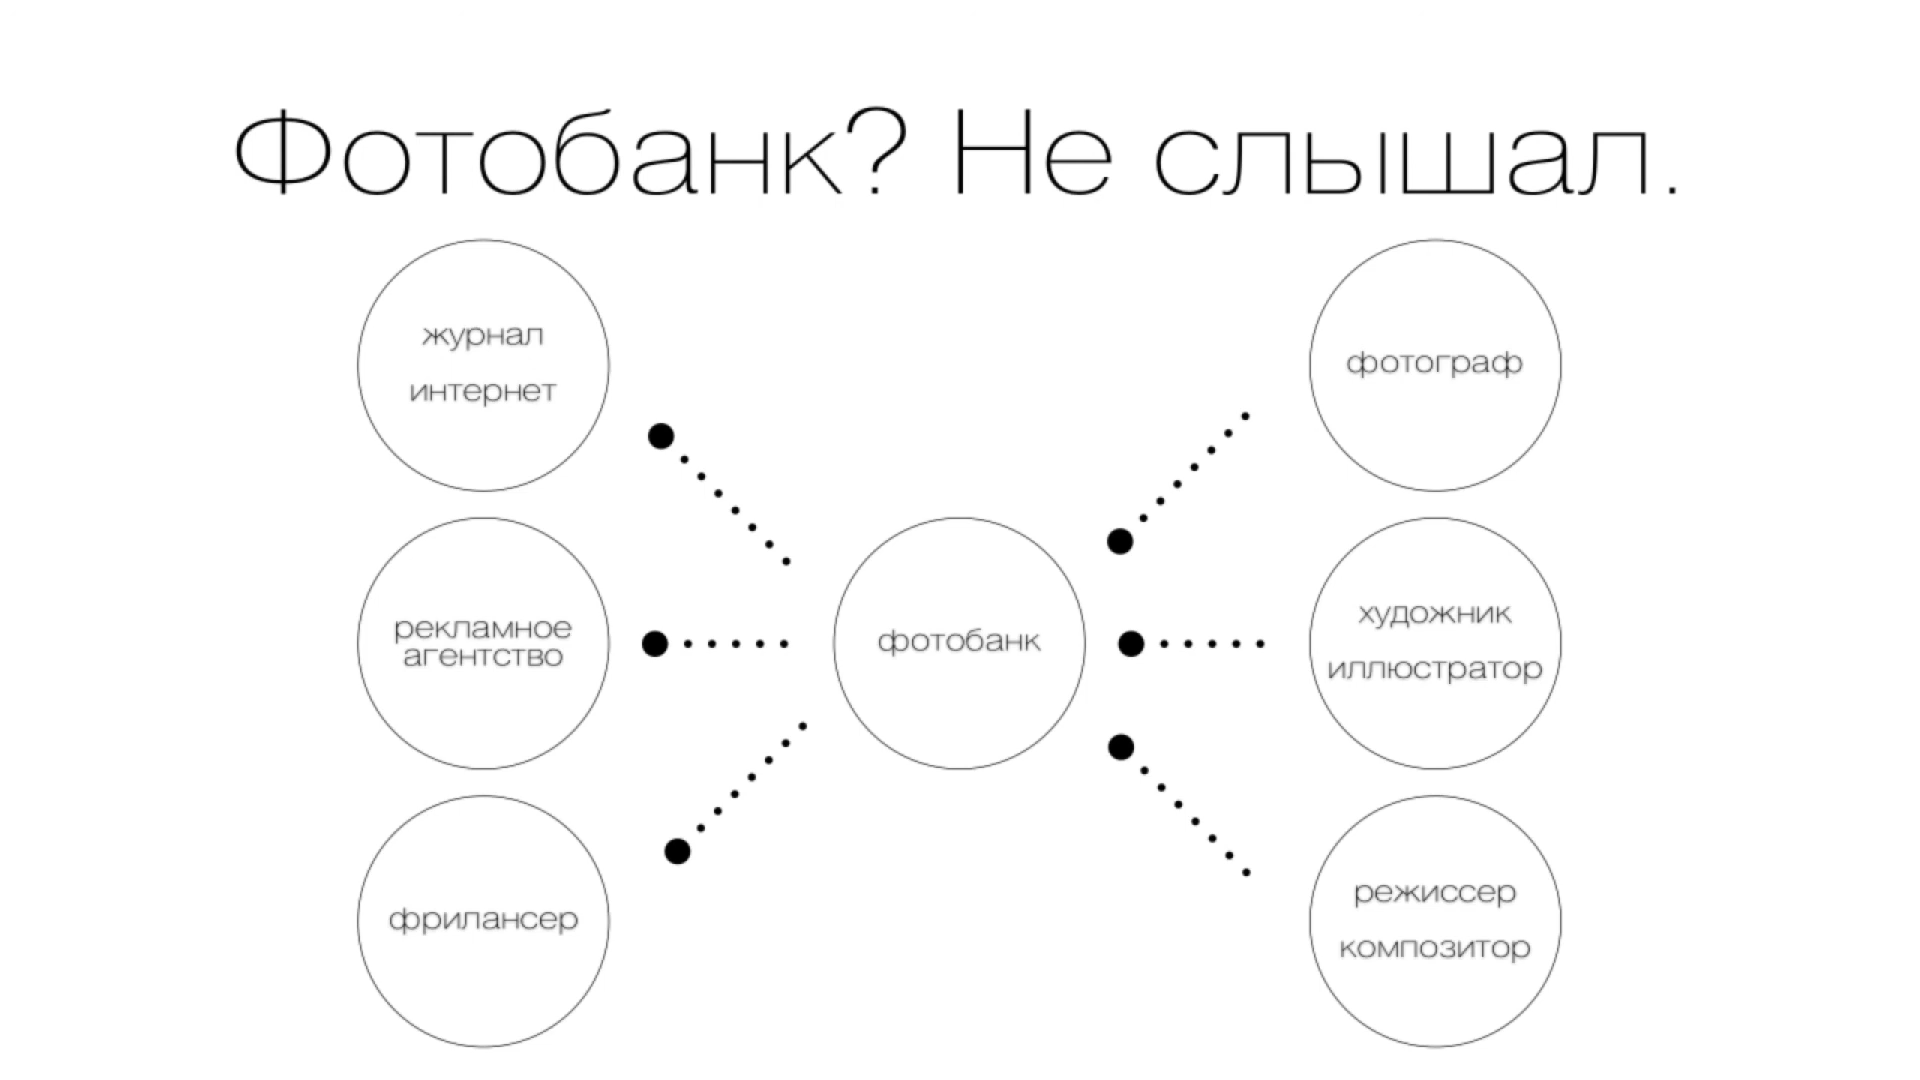 Фотобанк? Не слышал.
журнал
интернет
рекламное
агентство
фрилансер
фотобанк
фотограф
художник
иллюстратор
режиссер
композитор